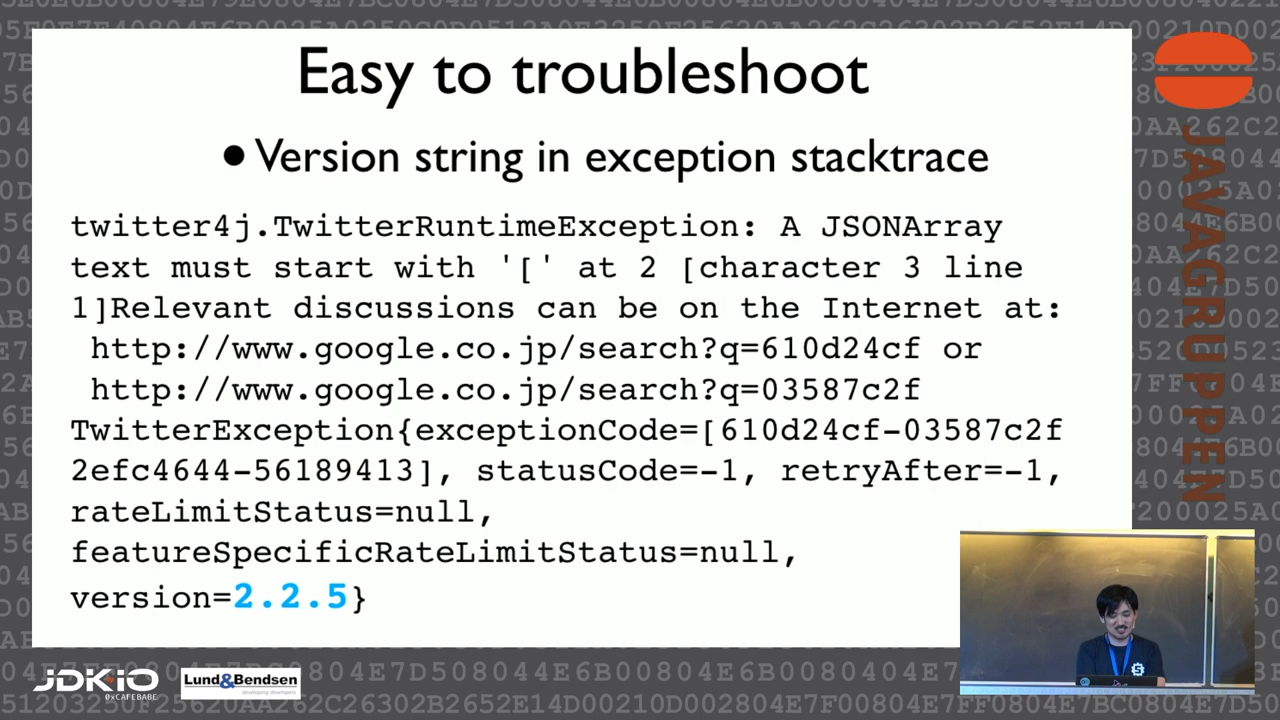 Easy to troubleshoot
●Version string in exception stacktrace
twitter4j.TwitterRuntimeException: A JSONArray
text must start with '[' at 2 [character 3 line
1]Relevant discussions can be on the Internet at:
http://www.google.co.jp/search?q=610d24cf or
http://www.google.co.jp/search?q=03587c2f
TwitterException{exceptionCode=[610d24cf-03587c2f
2efc4644-56189413], statusCode=-1, retryAfter=-1,
rateLimitStatus=null,
featureSpecificRateLimitStatus=null,
version=2.2.5}
JAVAGRUPPEN
JDKIO
0xCAFEBABE
Lund&Bendsen
developing developers